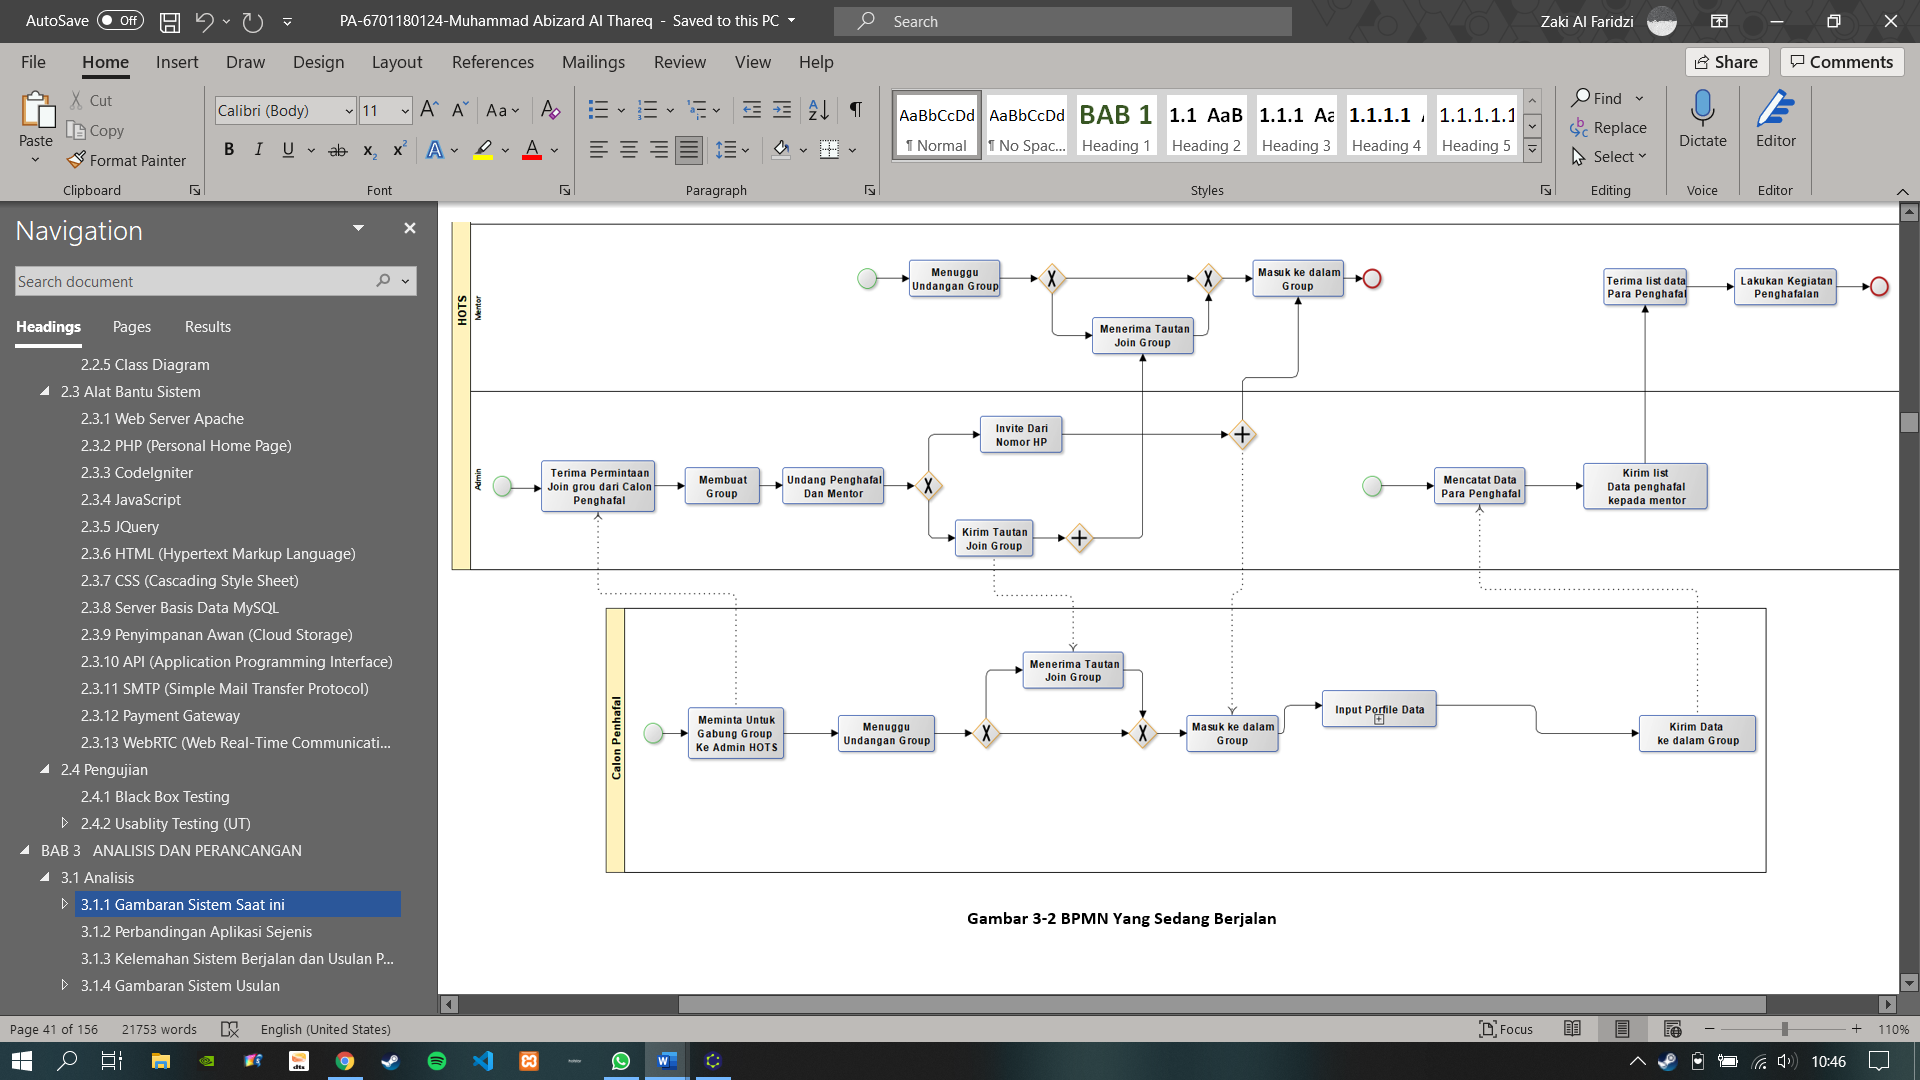 AutoSave Off
PA-6701180124-Muhammad Abizard Al Thareq - Saved to this PC
Search
Zaki Al Faridzi
File Home Insert Draw Design Layout References Mailings Review View Help
Share Comments
Paste
Cut
Copy
Format Painter
Clipboard
Calibri (Body) 11
Font
Paragraph
AaBbCcDd AaBbCcDd BAB 1 1.1 AaB 1.1.1 Aa 1.1.1.1 1.1.1.1.1
¶ Normal ¶ No Spac... Heading 1 Heading 2 Heading 3 Heading 4 Heading 5
Styles
Find
Replace
Select
Editing
Dictate
Voice
Editor
Editor
Navigation
Search document
Headings Pages Results
2.2.5 Class Diagram
2.3 Alat Bantu Sistem
2.3.1 Web Server Apache
2.3.2 PHP (Personal Home Page)
2.3.3 CodeIgniter
2.3.4 JavaScript
2.3.5 JQuery
2.3.6 HTML (Hypertext Markup Language)
2.3.7 CSS (Cascading Style Sheet)
2.3.8 Server Basis Data MySQL
2.3.9 Penyimpanan Awan (Cloud Storage)
2.3.10 API (Application Programming Interface)
2.3.11 SMTP (Simple Mail Transfer Protocol)
2.3.12 Payment Gateway
2.3.13 WebRTC (Web Real-Time Communicati...
2.4 Pengujian
2.4.1 Black Box Testing
2.4.2 Usablity Testing (UT)
BAB 3 ANALISIS DAN PERANCANGAN
3.1 Analisis
3.1.1 Gambaran Sistem Saat ini
3.1.2 Perbandingan Aplikasi Sejenis
3.1.3 Kelemahan Sistem Berjalan dan Usulan P...
3.1.4 Gambaran Sistem Usulan
HOTS
Mentor
Menuggu
Undangan Group
Menerima Tautan
Join Group
Masuk ke dalam
Group
Terima list data
Para Penghafal
Lakukan Kegiatan
Penghafalan
Admin
Terima Permintaan
Join grou dari Calon
Penghafal
Membuat
Group
Undang Penghafal
Dan Mentor
Invite Dari
Nomor HP
Kirim Tautan
Join Group
Mencatat Data
Para Penghafal
Kirim list
Data penghafal
kepada mentor
Calon Penhafal
Meminta Untuk
Gabung Group
Ke Admin HOTS
Menuggu
Undangan Group
Menerima Tautan
Join Group
Masuk ke dalam
Group
Input Porfile Data
Kirim Data
ke dalam Group
Gambar 3-2 BPMN Yang Sedang Berjalan
Page 41 of 156 21753 words English (United States)
Focus 110%
10:46